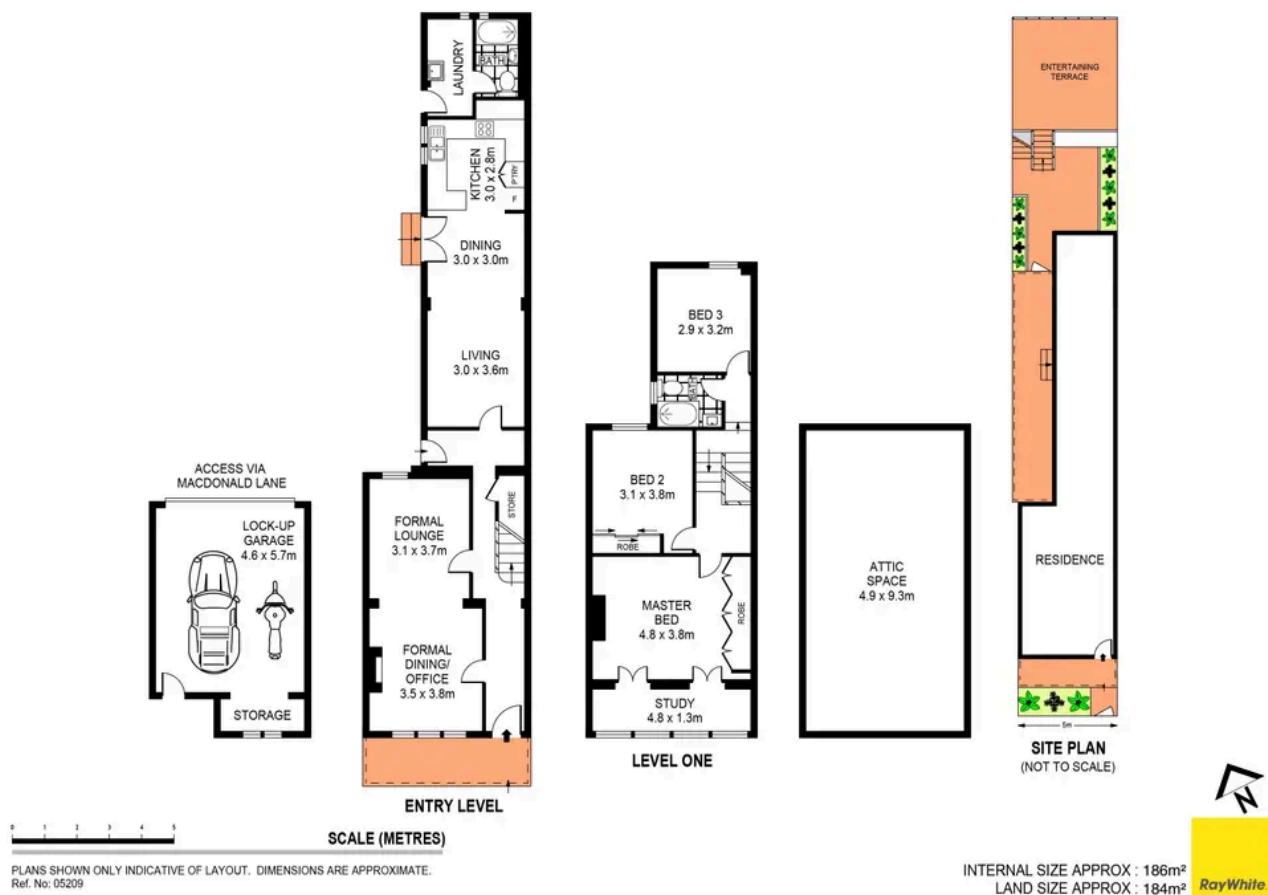 LAUNDRY
BATH
KITCHEN
3.0 x 2.8m
PTRY
F
DINING
3.0 x 3.0m
LIVING
3.0 x 3.6m
STORE
FORMAL
LOUNGE
3.1 x 3.7m
FORMAL
DINING/
OFFICE
3.5 x 3.8m
ENTRY LEVEL
ACCESS VIA
MACDONALD LANE
LOCK-UP
GARAGE
4.6 x 5.7m
STORAGE
BED 3
2.9 x 3.2m
BATH
BED 2
3.1 x 3.8m
ROBE
MASTER
BED
4.8 x 3.8m
ROBE
STUDY
4.8 x 1.3m
LEVEL ONE
ATTIC
SPACE
4.9 x 9.3m
ENTERTAINING
TERRACE
RESIDENCE
5m
SITE PLAN
(NOT TO SCALE)
N
0 1 2 3 4 5
SCALE (METRES)
PLANS SHOWN ONLY INDICATIVE OF LAYOUT. DIMENSIONS ARE APPROXIMATE.
Ref. No: 05209
INTERNAL SIZE APPROX : 186m²
LAND SIZE APPROX : 184m²
RayWhite